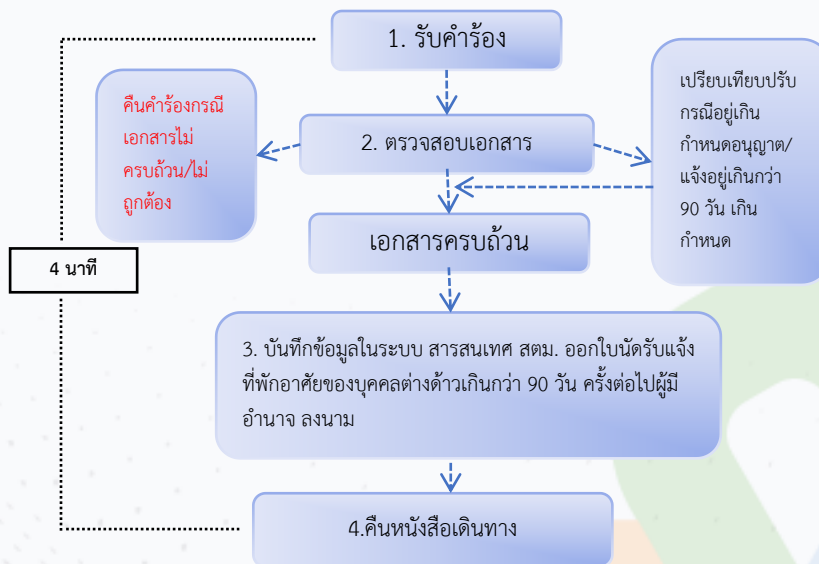 1. รับคำร้อง
คืนคำร้องกรณี
เอกสารไม่
ครบถ้วน/ไม่
ถูกต้อง
2. ตรวจสอบเอกสาร
เปรียบเทียบปรับ
กรณีอยู่เกิน
กำหนดอนุญาต/
แจ้งอยู่เกินกว่า
90 วัน เกิน
กำหนด
เอกสารครบถ้วน
4 นาที
3. บันทึกข้อมูลในระบบ สารสนเทศ สตม. ออกใบนัดรับแจ้ง
ที่พักอาศัยของบุคคลต่างด้าวเกินกว่า 90 วัน ครั้งต่อไปผู้มี
อำนาจ ลงนาม
4.คืนหนังสือเดินทาง